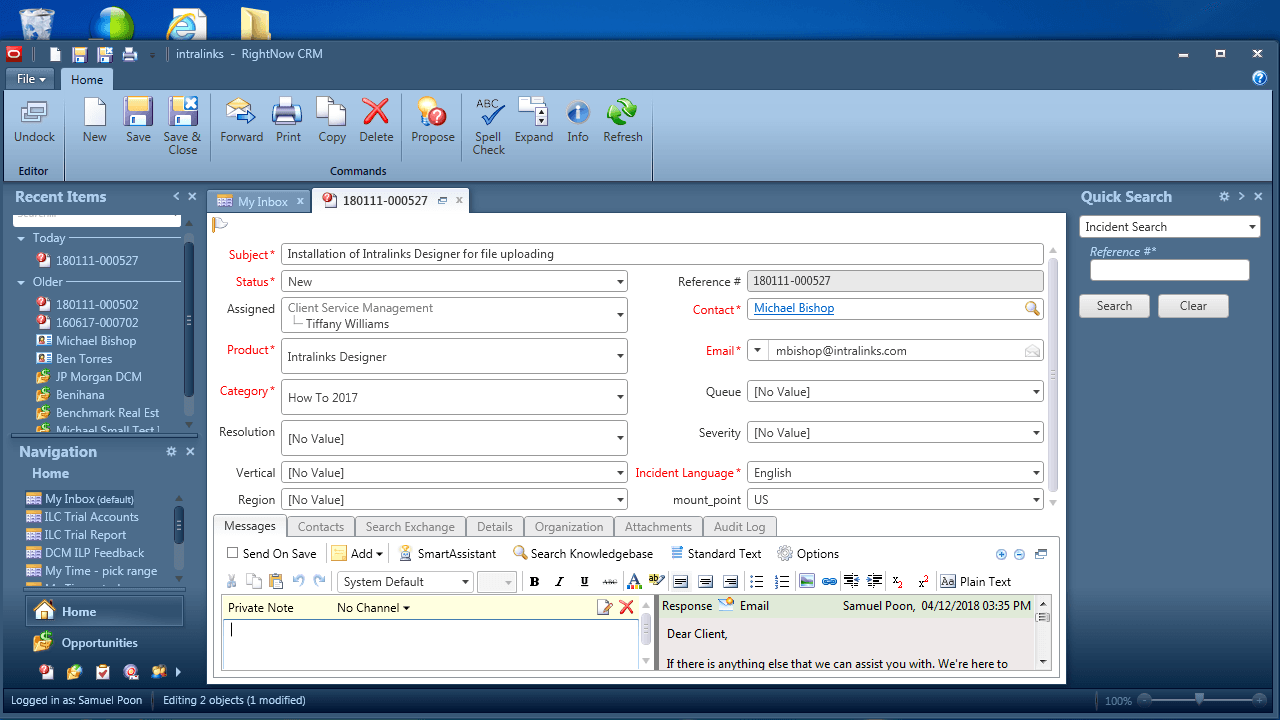 intralinks - RightNow CRM
File Home
Undock New Save Save & Close Forward Print Copy Delete Propose ABC Spell Check Expand Info Refresh
Editor Commands
Recent Items
Today
180111-000527
Older
180111-000502
160617-000702
Michael Bishop
Ben Torres
JP Morgan DCM
Benihana
Benchmark Real Est
Navigation
Home
My Inbox (default)
ILC Trial Accounts
ILC Trial Report
DCM ILP Feedback
My Time - pick range
Home
Opportunities
My Inbox x 180111-000527 x
Subject* Installation of Intralinks Designer for file uploading
Status* New Reference # 180111-000527
Assigned Client Service Management
Tiffany Williams
Contact* Michael Bishop
Product* Intralinks Designer Email* mbishop@intralinks.com
Category* How To 2017 Queue [No Value]
Resolution [No Value] Severity [No Value]
Vertical [No Value] Incident Language* English
Region [No Value] mount_point US
Messages Contacts Search Exchange Details Organization Attachments Audit Log
Send On Save Add SmartAssistant Search Knowledgebase Standard Text Options
System Default B I U ABC A ab Aa Plain Text
Private Note No Channel
Response Email Samuel Poon, 04/12/2018 03:35 PM
Dear Client,
If there is anything else that we can assist you with. We're here to
Quick Search
Incident Search
Reference #*
Search Clear
Logged in as: Samuel Poon Editing 2 objects (1 modified) 100%